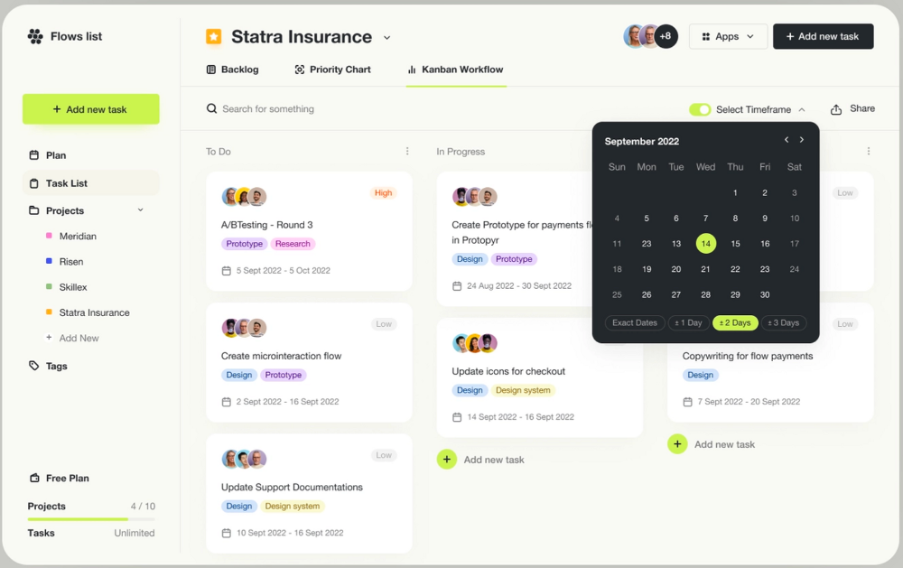 Flows list
Statra Insurance
+8
Apps
+ Add new task
Backlog
Priority Chart
Kanban Workflow
+ Add new task
Search for something
Select Timeframe
Share
Plan
Task List
Projects
Meridian
Risen
Skillex
Statra Insurance
+ Add New
Tags
Free Plan
Projects 4 / 10
Tasks Unlimited
To Do
High
A/BTesting - Round 3
Prototype Research
5 Sept 2022 - 5 Oct 2022
Low
Create microinteraction flow
Design Prototype
2 Sept 2022 - 16 Sept 2022
Low
Update Support Documentations
Design Design system
10 Sept 2022 - 16 Sept 2022
In Progress
Create Prototype for payments
in Protopyr
Design Prototype
24 Aug 2022 - 30 Sept 2022
Update icons for checkout
Design Design system
14 Sept 2022 - 16 Sept 2022
+ Add new task
Low
Low
Copywriting for flow payments
Design
7 Sept 2022 - 20 Sept 2022
+ Add new task
September 2022
Sun Mon Tue Wed Thu Fri Sat
1 2 3
4 5 6 7 8 9 10
11 23 13 14 15 16 17
18 19 20 21 22 23 24
25 26 27 28 29 30
Exact Dates ± 1 Day ± 2 Days ± 3 Days